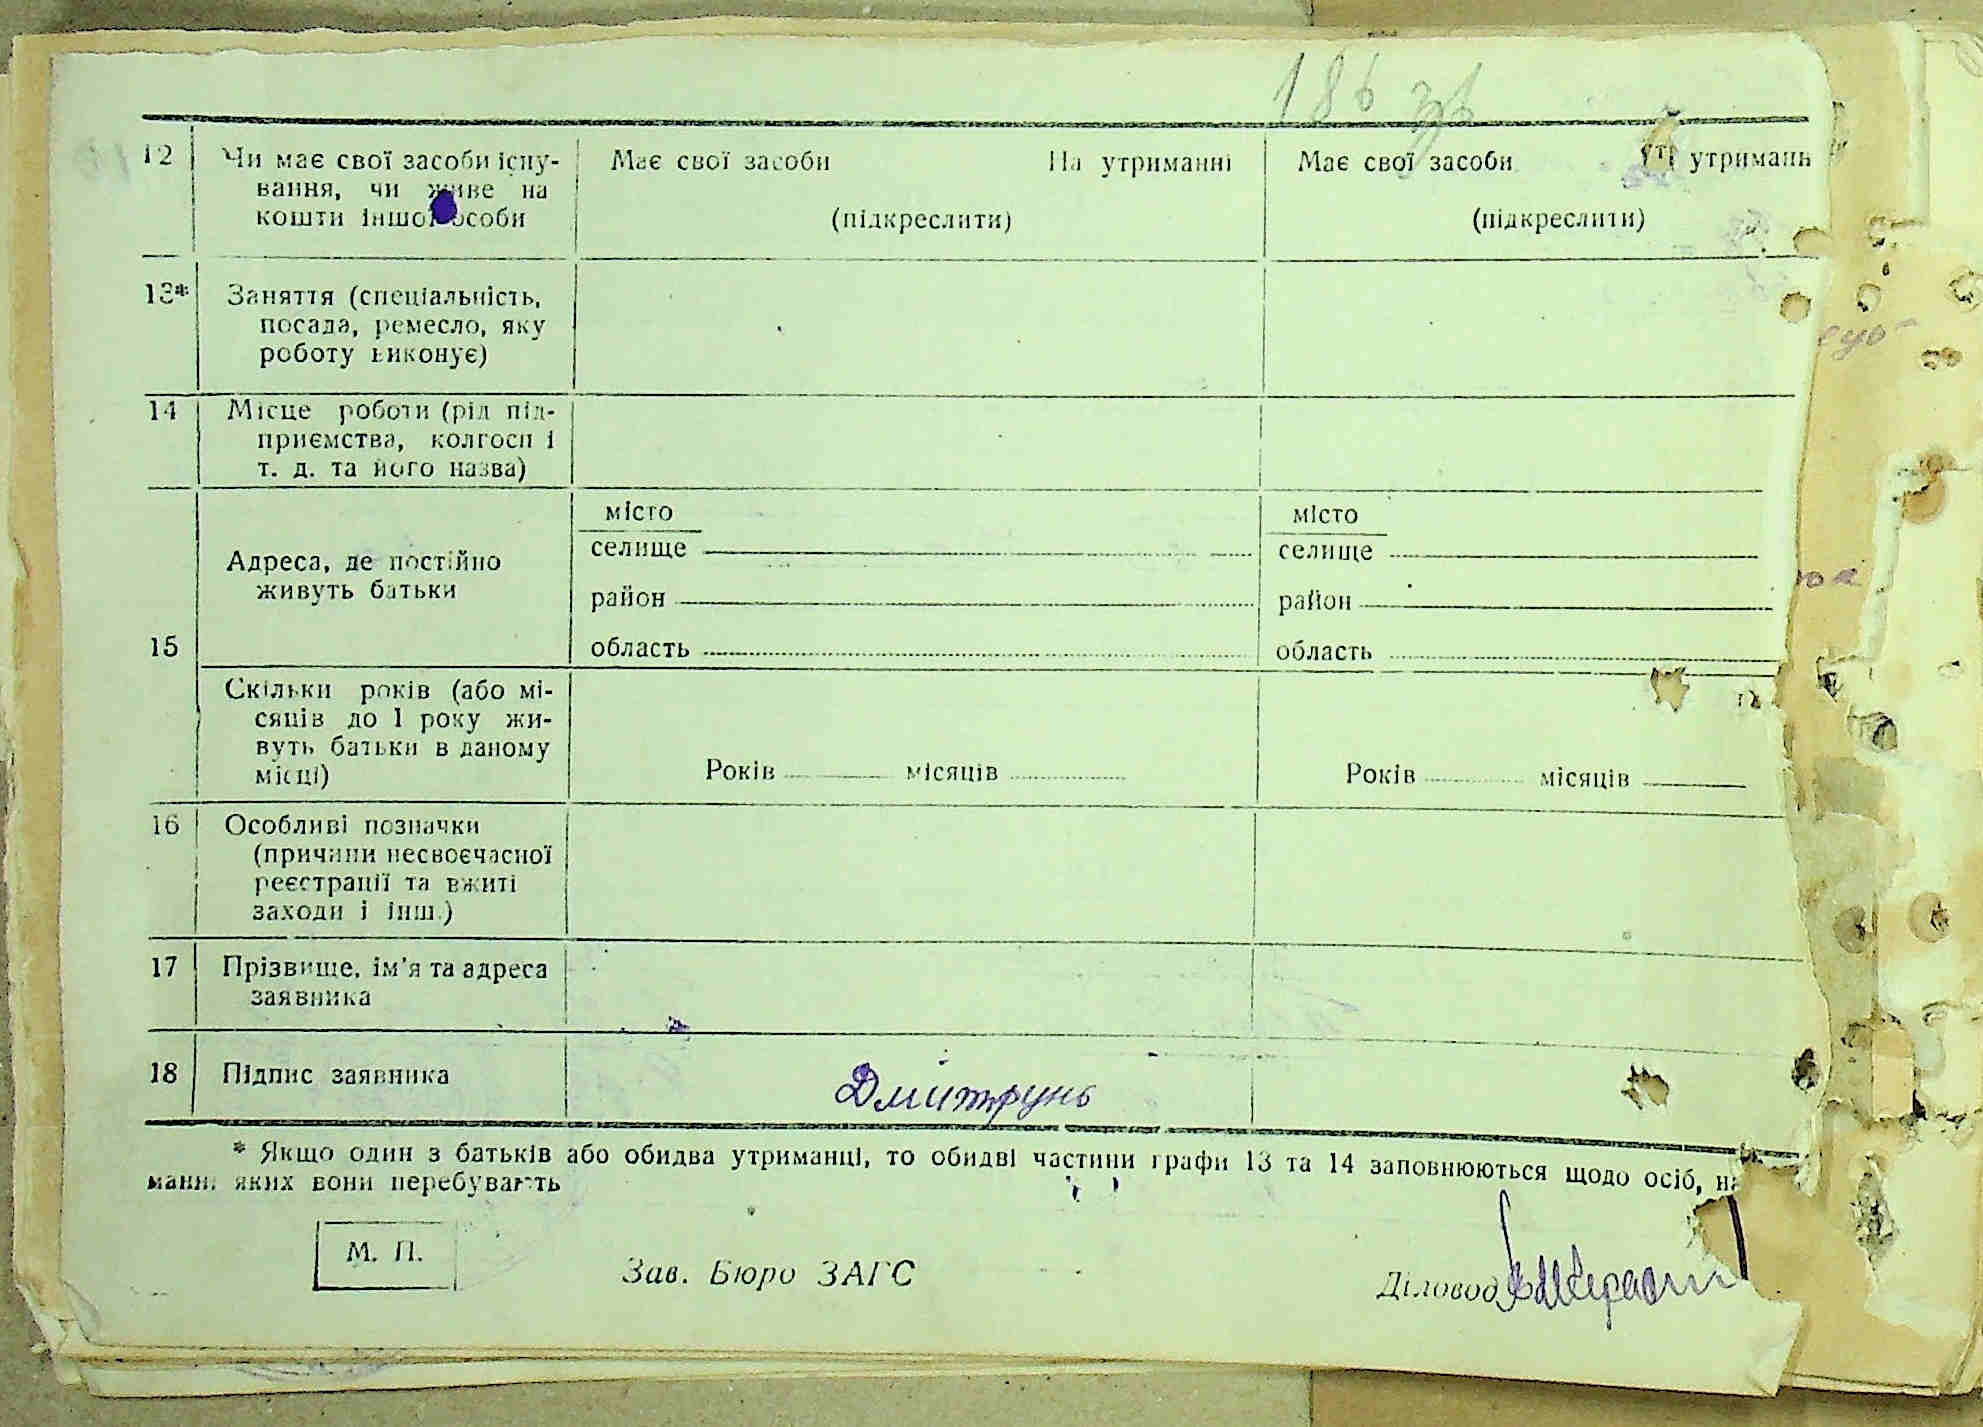 186 зв
12 Чи має свої засоби існу- Має свої засоби На утриманні Має свої засоби утриманн
вання, чи живе на
кошти іншої особи (підкреслити) (підкреслити)
13* Заняття (спеціальність,
посада, ремесло, яку
роботу виконує)
14 Місце роботи (рід під-
приємства, колгосп і
т. д. та його назва)
місто місто
Адреса, де постійно селище селище
живуть батьки район район
15 область область
Скільки років (або мі-
сяців до 1 року жи-
вуть батьки в даному
місці) Років місяців Років місяців
16 Особливі позначки
(причини несвоєчасної
реєстрації та вжиті
заходи і інш.)
17 Прізвище, ім'я та адреса
заявника
18 Підпис заявника Дмитрунь
* Якщо один з батьків або обидва утриманці, то обидві частини графи 13 та 14 заповнюються щодо осіб, на
манні яких вони перебувають
М. П. Зав. Бюро ЗАГС Діловод